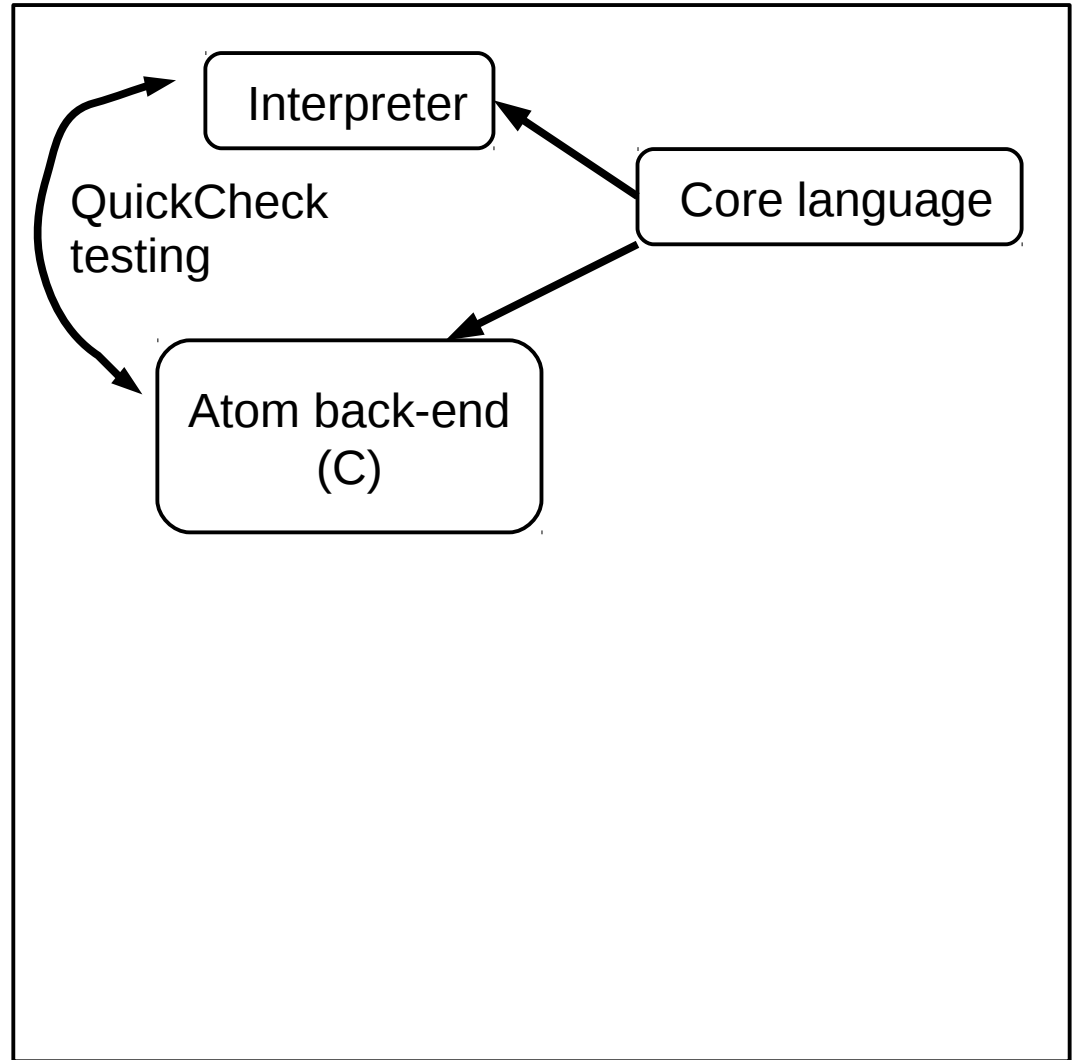 Interpreter
Core language
QuickCheck
testing
Atom back-end
(C)